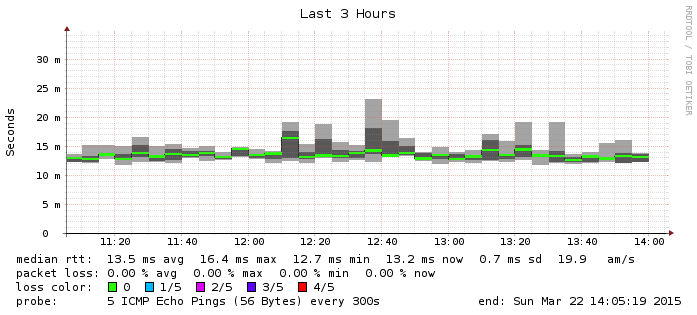 Last 3 Hours
RRDTOOL / TOBI OETIKER
Seconds
30 m
25 m
20 m
15 m
10 m
5 m
0
11:20 11:40 12:00 12:20 12:40 13:00 13:20 13:40 14:00
median rtt: 13.5 ms avg 16.4 ms max 12.7 ms min 13.2 ms now 0.7 ms sd 19.9 am/s
packet loss: 0.00 % avg 0.00 % max 0.00 % min 0.00 % now
loss color: 0 1/5 2/5 3/5 4/5
probe: 5 ICMP Echo Pings (56 Bytes) every 300s end: Sun Mar 22 14:05:19 2015